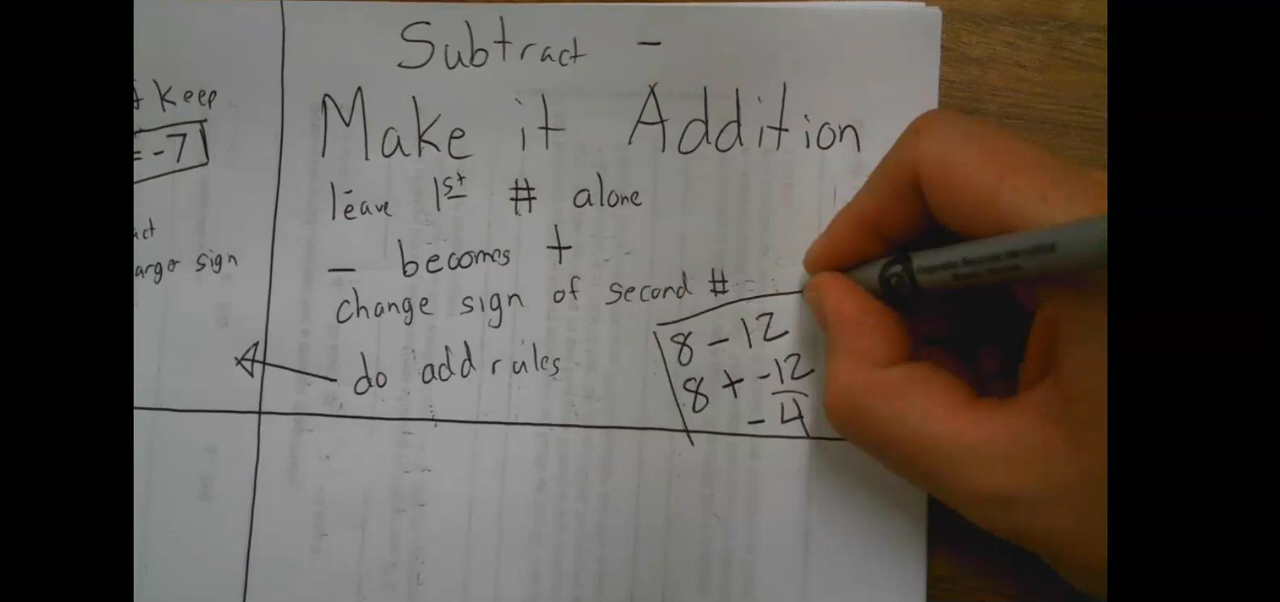 Keep
= -7
Subtract -
Make it Addition
leave 1st # alone
- becomes +
change sign of second #
do add rules
sign
8 - 12
8 + -12
- 4